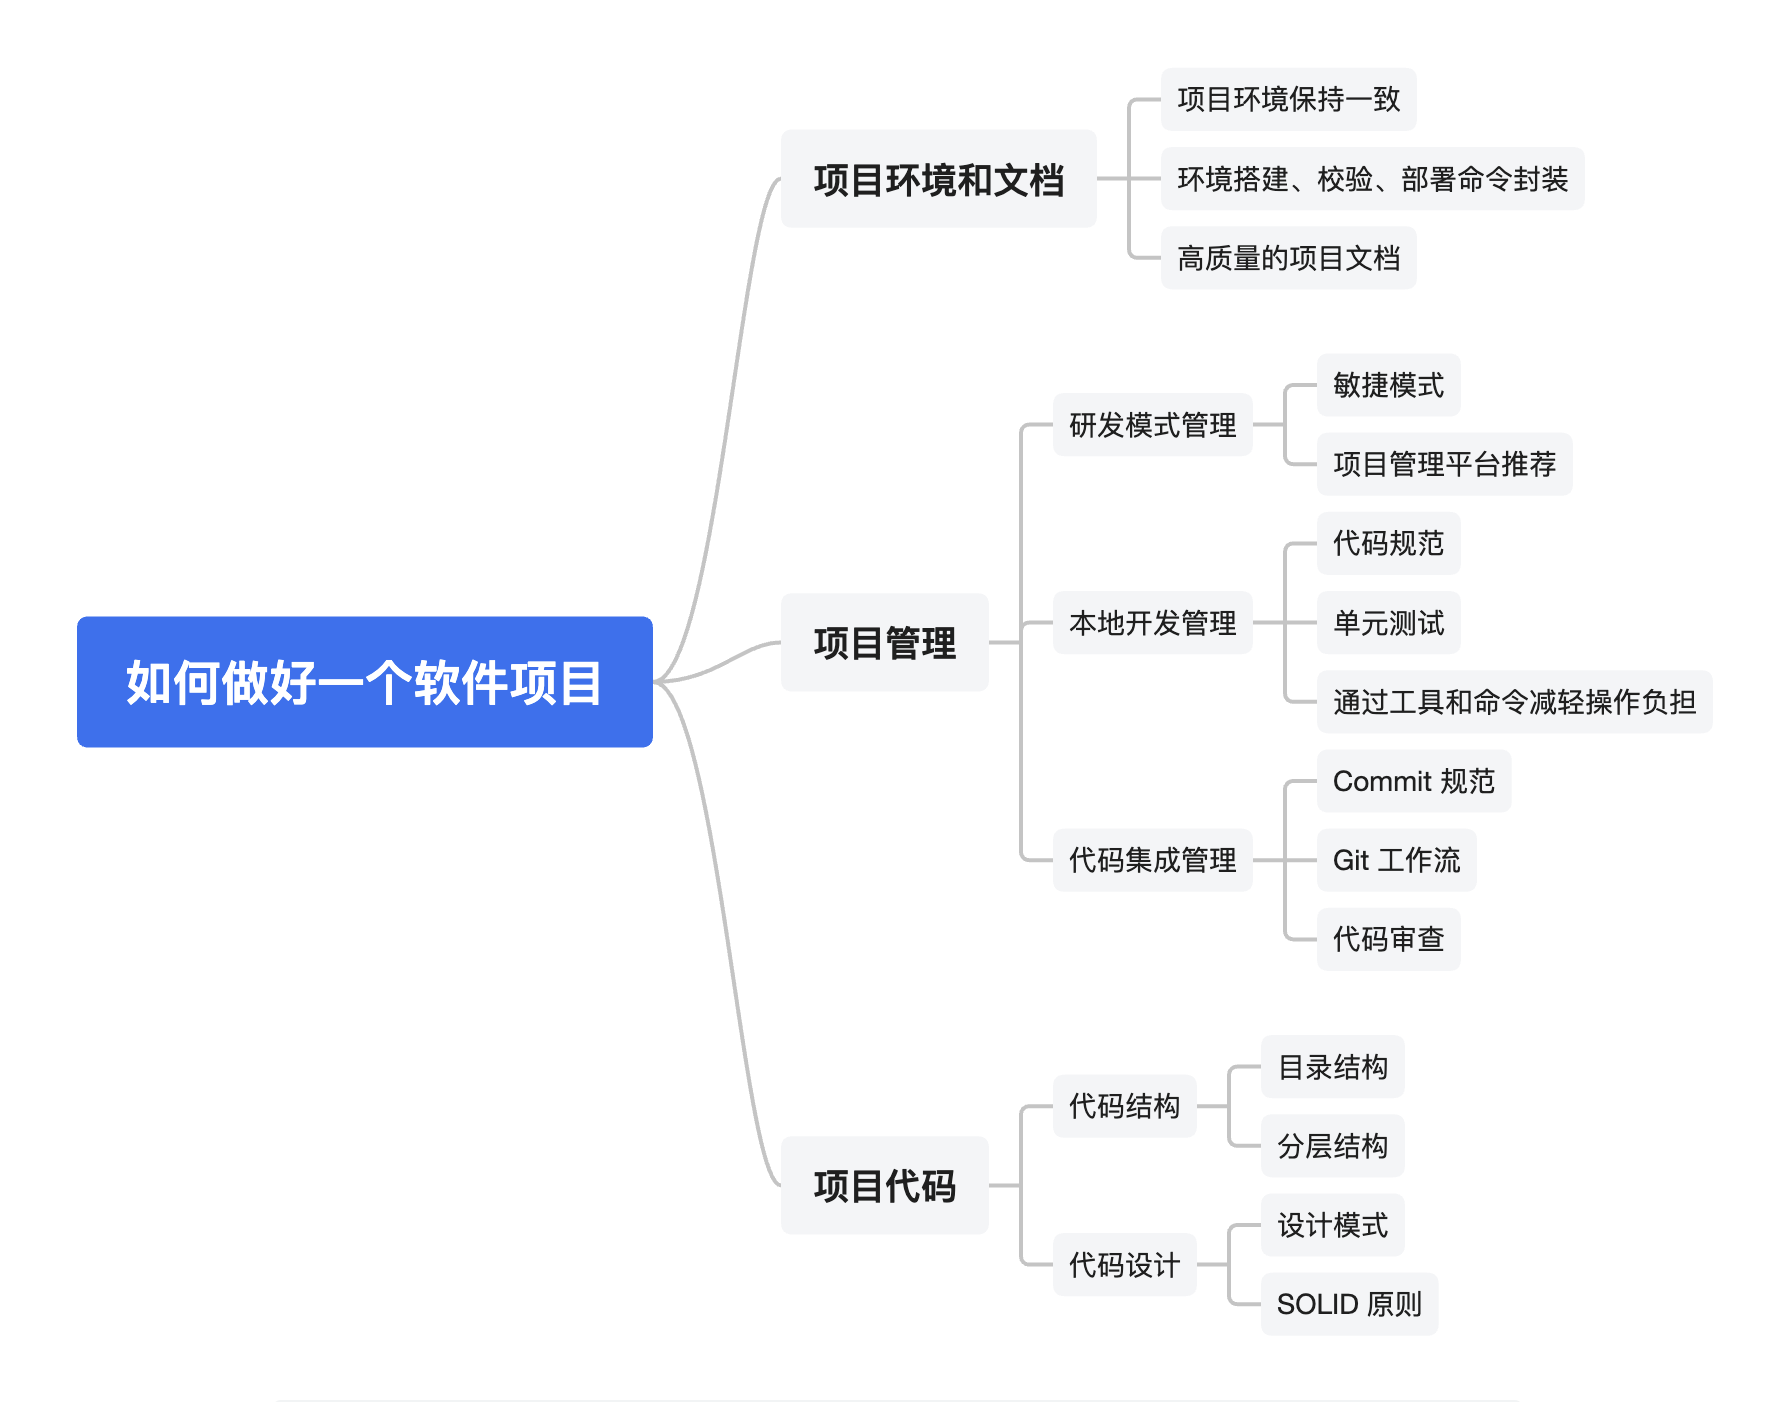 如何做好一个软件项目
项目环境和文档
项目环境保持一致
环境搭建、校验、部署命令封装
高质量的项目文档
项目管理
研发模式管理
敏捷模式
项目管理平台推荐
本地开发管理
代码规范
单元测试
通过工具和命令减轻操作负担
代码集成管理
Commit 规范
Git 工作流
代码审查
项目代码
代码结构
目录结构
分层结构
代码设计
设计模式
SOLID 原则